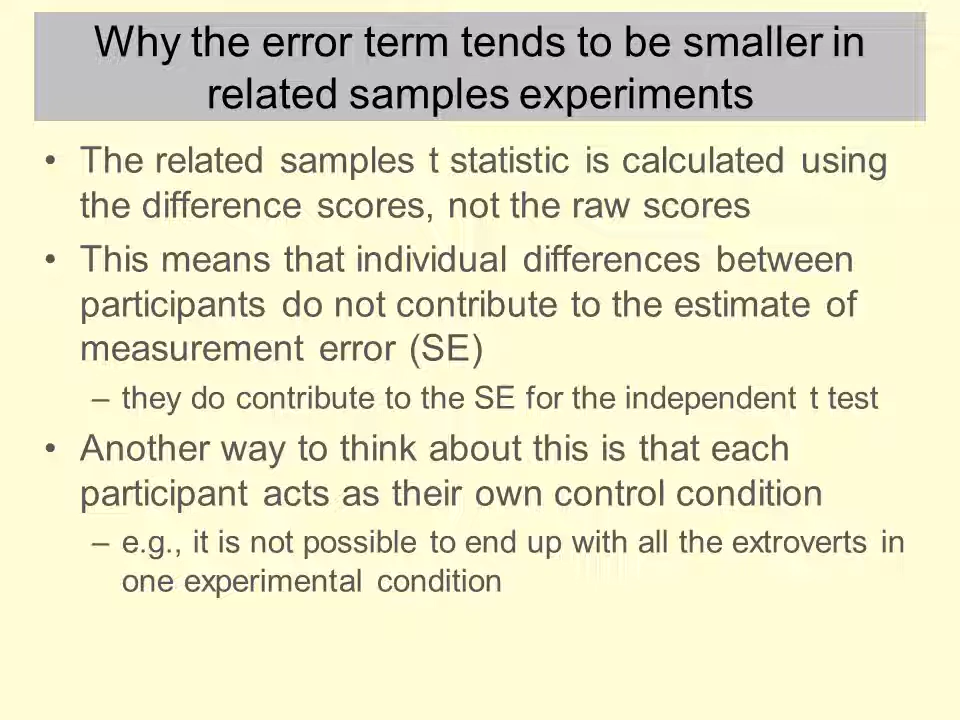 Why the error term tends to be smaller in
related samples experiments
• The related samples t statistic is calculated using
the difference scores, not the raw scores
• This means that individual differences between
participants do not contribute to the estimate of
measurement error (SE)
– they do contribute to the SE for the independent t test
• Another way to think about this is that each
participant acts as their own control condition
– e.g., it is not possible to end up with all the extroverts in
one experimental condition